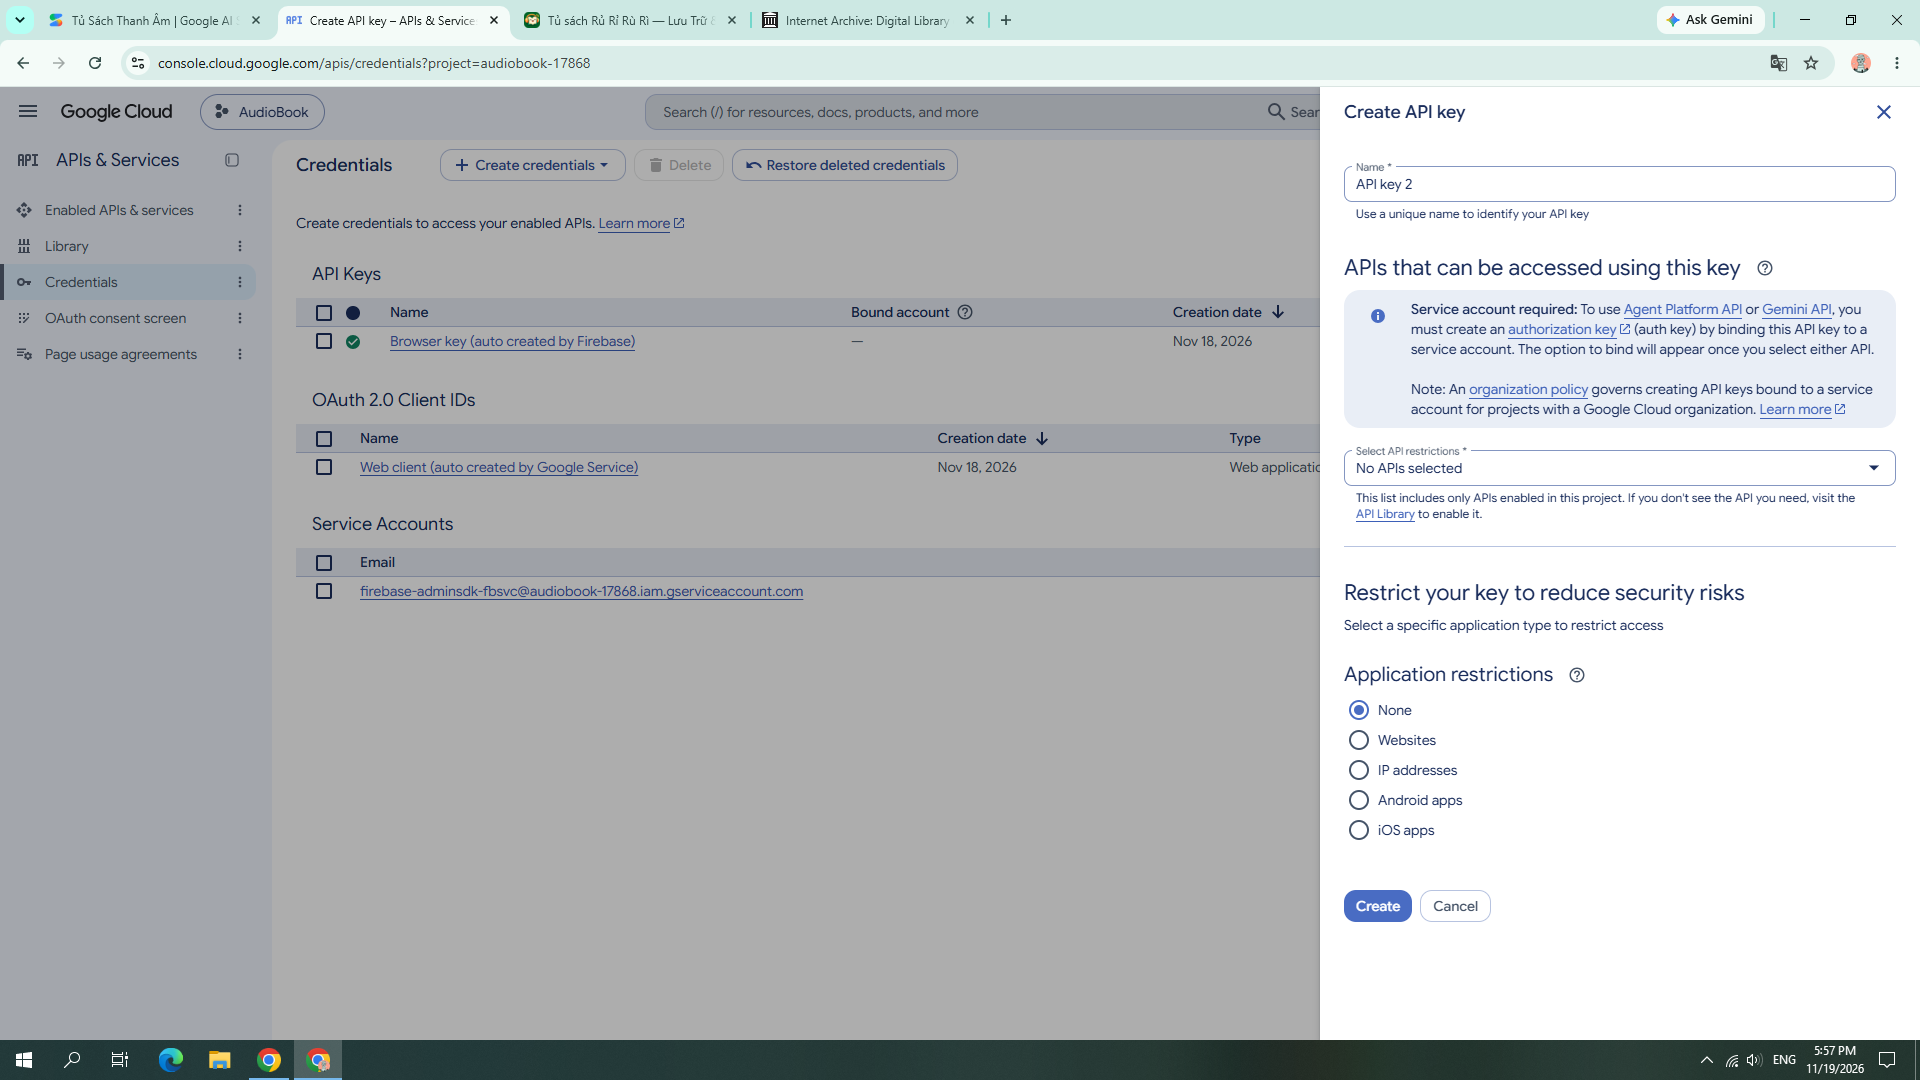 Tủ Sách Thanh Âm | Google AI S
Create API key – APIs & Service
Tủ sách Rù Rì Rù Rì — Lưu Trữ &
Internet Archive: Digital Library
Ask Gemini
console.cloud.google.com/apis/credentials?project=audiobook-17868
Google Cloud
AudioBook
Search (/) for resources, docs, products, and more
Sear
API
APIs & Services
Enabled APIs & services
Library
Credentials
OAuth consent screen
Page usage agreements
Credentials
Create credentials
Delete
Restore deleted credentials
Create credentials to access your enabled APIs. Learn more
API Keys
Name
Bound account
Creation date
Browser key (auto created by Firebase)
—
Nov 18, 2026
OAuth 2.0 Client IDs
Name
Creation date
Type
Web client (auto created by Google Service)
Nov 18, 2026
Web applicatio
Service Accounts
Email
firebase-adminsdk-fbsvc@audiobook-17868.iam.gserviceaccount.com
Create API key
Name *
API key 2
Use a unique name to identify your API key
APIs that can be accessed using this key
Service account required: To use Agent Platform API or Gemini API, you
must create an authorization key (auth key) by binding this API key to a
service account. The option to bind will appear once you select either API.
Note: An organization policy governs creating API keys bound to a service
account for projects with a Google Cloud organization. Learn more
Select API restrictions *
No APIs selected
This list includes only APIs enabled in this project. If you don't see the API you need, visit the
API Library to enable it.
Restrict your key to reduce security risks
Select a specific application type to restrict access
Application restrictions
None
Websites
IP addresses
Android apps
iOS apps
Create
Cancel
ENG
5:57 PM
11/19/2026